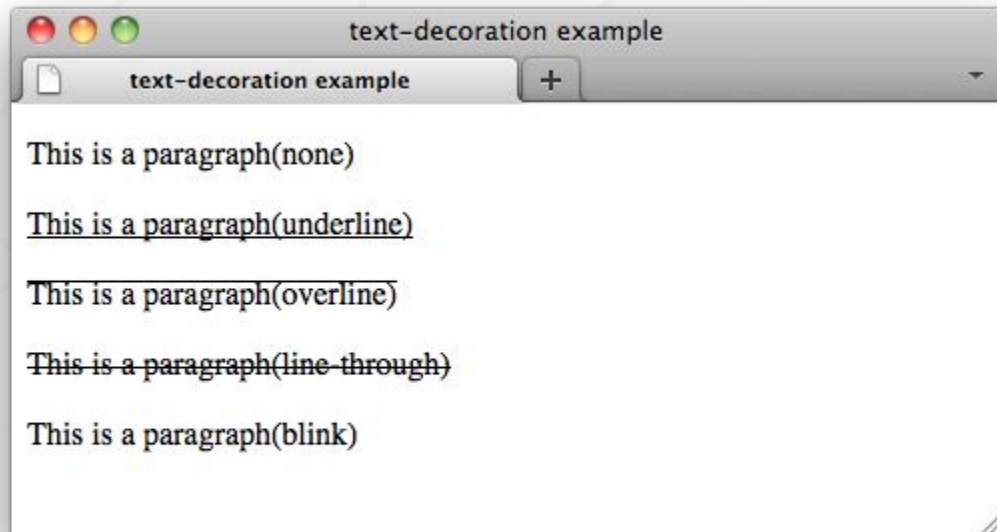 text-decoration example
text-decoration example
This is a paragraph(none)
This is a paragraph(underline)
This is a paragraph(overline)
This is a paragraph(line-through)
This is a paragraph(blink)